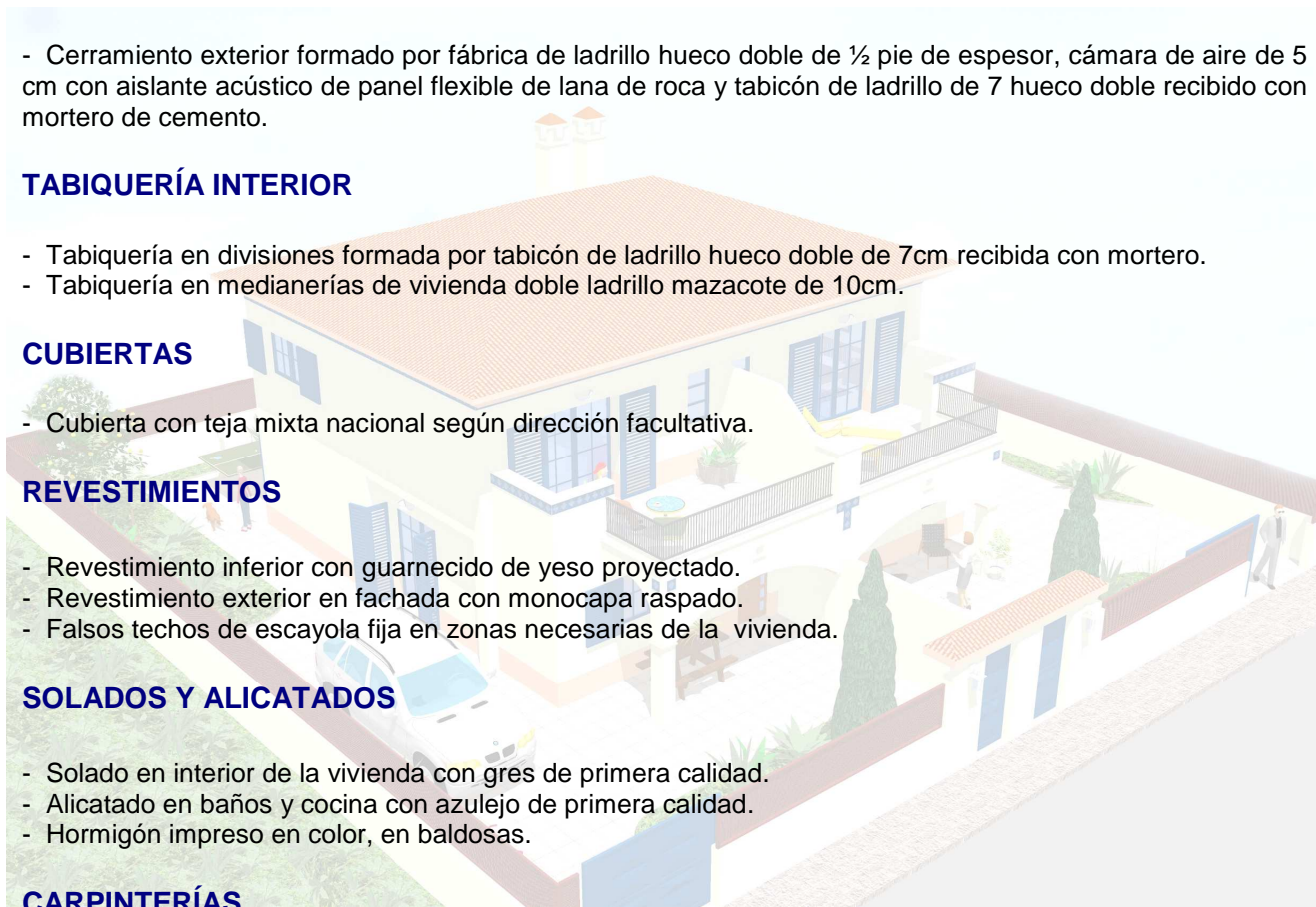 - Cerramiento exterior formado por fábrica de ladrillo hueco doble de ½ pie de espesor, cámara de aire de 5
cm con aislante acústico de panel flexible de lana de roca y tabicón de ladrillo de 7 hueco doble recibido con
mortero de cemento.
TABIQUERÍA INTERIOR
- Tabiquería en divisiones formada por tabicón de ladrillo hueco doble de 7cm recibida con mortero.
- Tabiquería en medianerías de vivienda doble ladrillo mazacote de 10cm.
CUBIERTAS
- Cubierta con teja mixta nacional según dirección facultativa.
REVESTIMIENTOS
- Revestimiento inferior con guarnecido de yeso proyectado.
- Revestimiento exterior en fachada con monocapa raspado.
- Falsos techos de escayola fija en zonas necesarias de la vivienda.
SOLADOS Y ALICATADOS
- Solado en interior de la vivienda con gres de primera calidad.
- Alicatado en baños y cocina con azulejo de primera calidad.
- Hormigón impreso en color, en baldosas.
CARPINTERÍAS